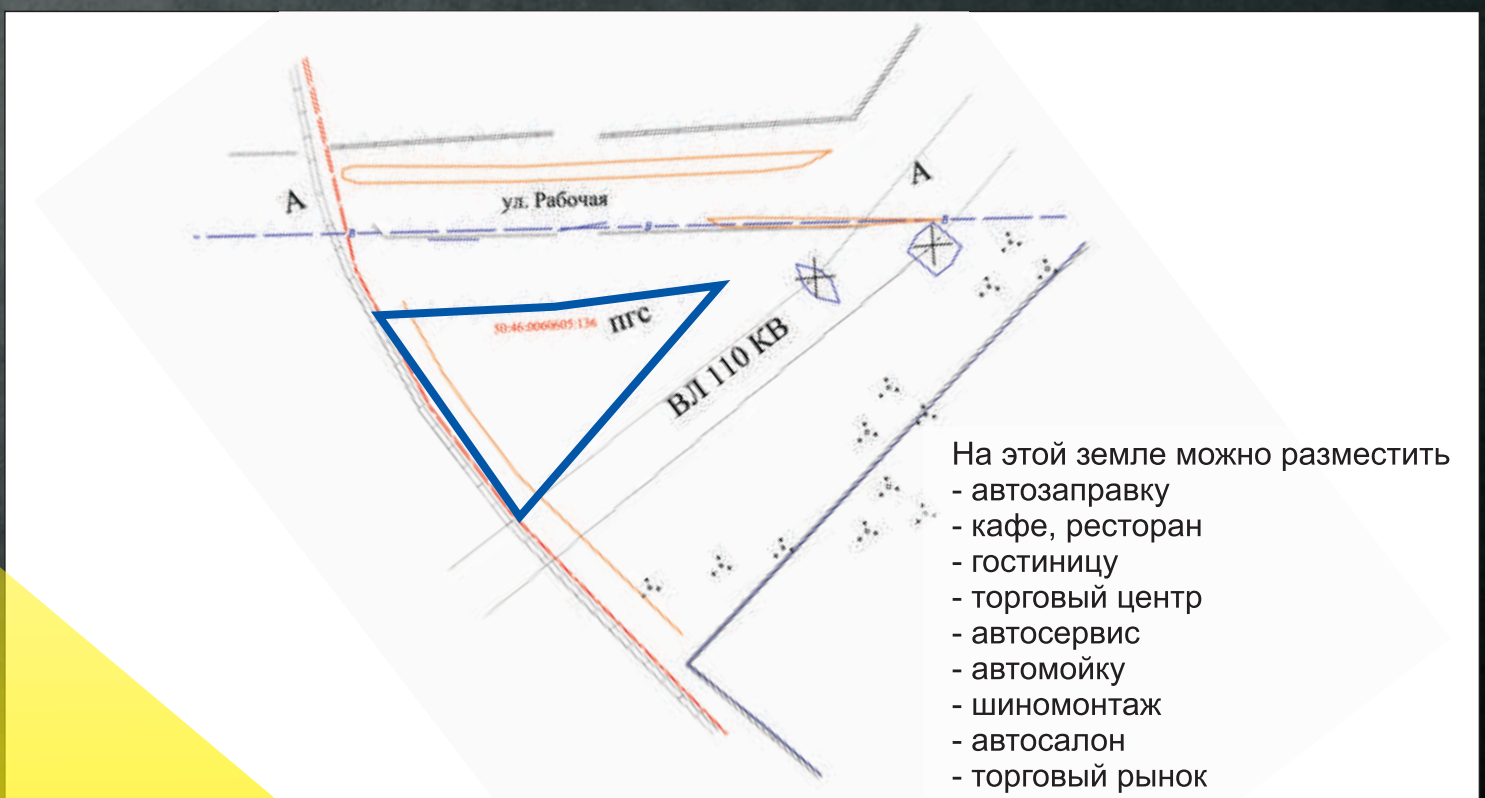 А
А
ул. Рабочая
В
В
В
50:46:0060605:136
ПГС
ВЛ 110 КВ
На этой земле можно разместить
- автозаправку
- кафе, ресторан
- гостиницу
- торговый центр
- автосервис
- автомойку
- шиномонтаж
- автосалон
- торговый рынок